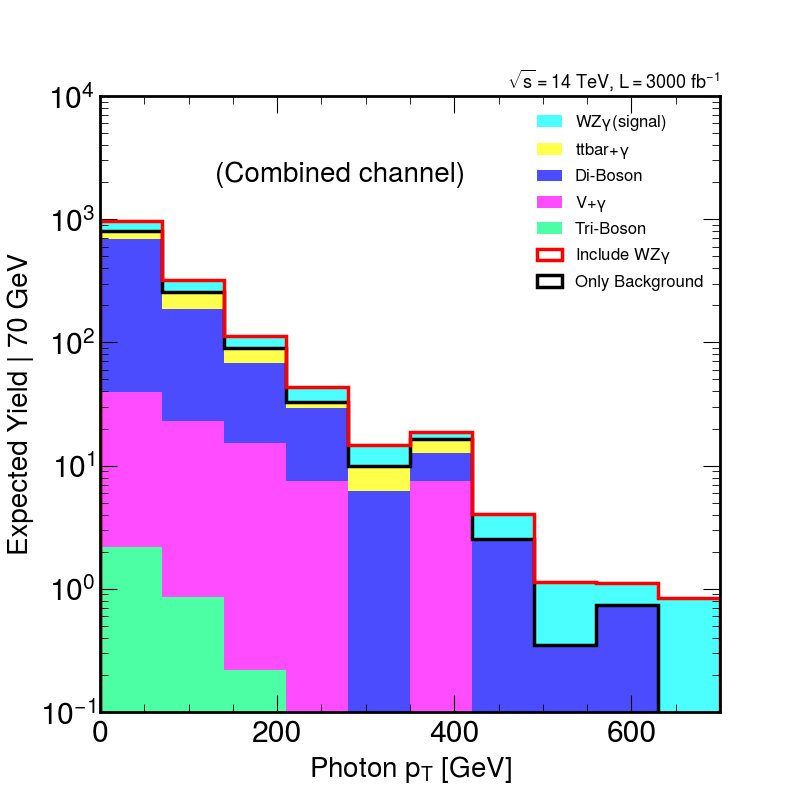 √s = 14 TeV, L = 3000 fb⁻¹
10⁴
10³
10²
10¹
10⁰
10⁻¹
Expected Yield | 70 GeV
(Combined channel)
WZγ(signal)
ttbar+γ
Di-Boson
V+γ
Tri-Boson
Include WZγ
Only Background
0 200 400 600
Photon p_T [GeV]